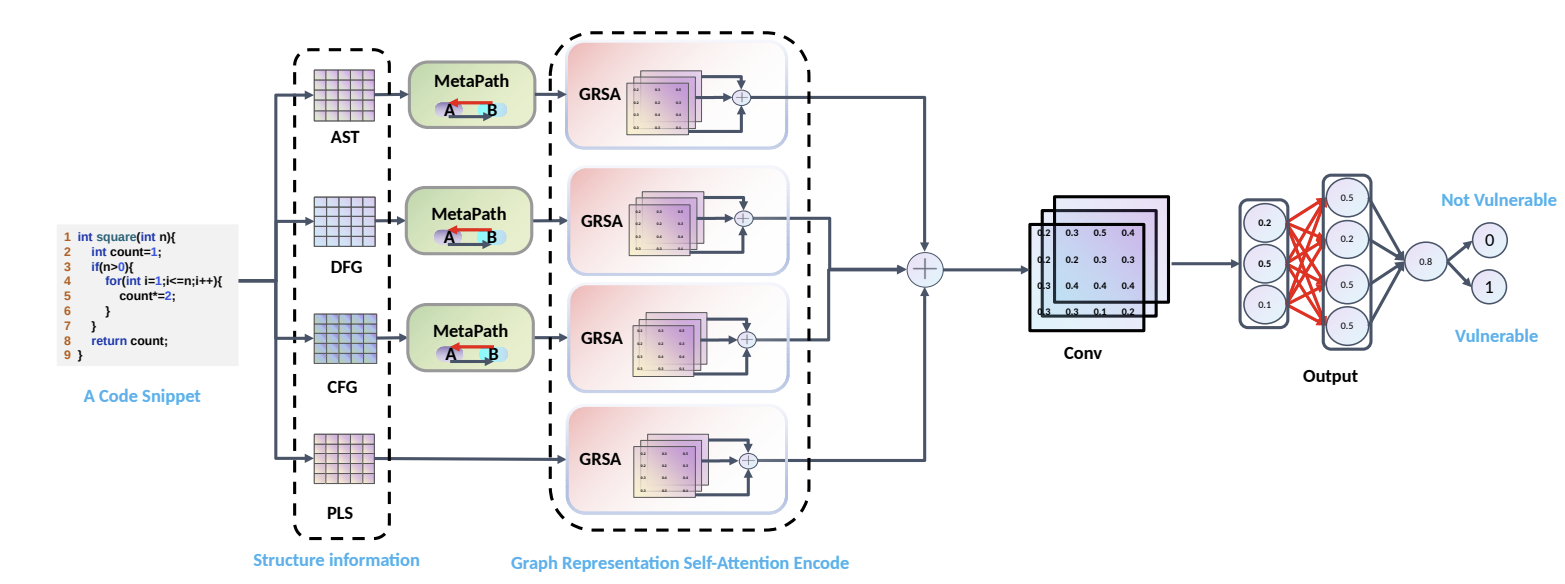 1 int square(int n){
2 int count=1;
3 if(n>0){
4 for(int i=1;i<=n;i++){
5 count*=2;
6 }
7 }
8 return count;
9 }
A Code Snippet
AST
DFG
CFG
PLS
Structure information
MetaPath
A B
MetaPath
A B
MetaPath
A B
GRSA
GRSA
GRSA
GRSA
Graph Representation Self-Attention Encode
0.2 0.3 0.5 0.4
0.2 0.2 0.3 0.3
0.3 0.4 0.4 0.4
0.3 0.3 0.1 0.2
Conv
0.2
0.5
0.1
0.5
0.2
0.5
0.5
Output
0.8
Not Vulnerable
0
1
Vulnerable